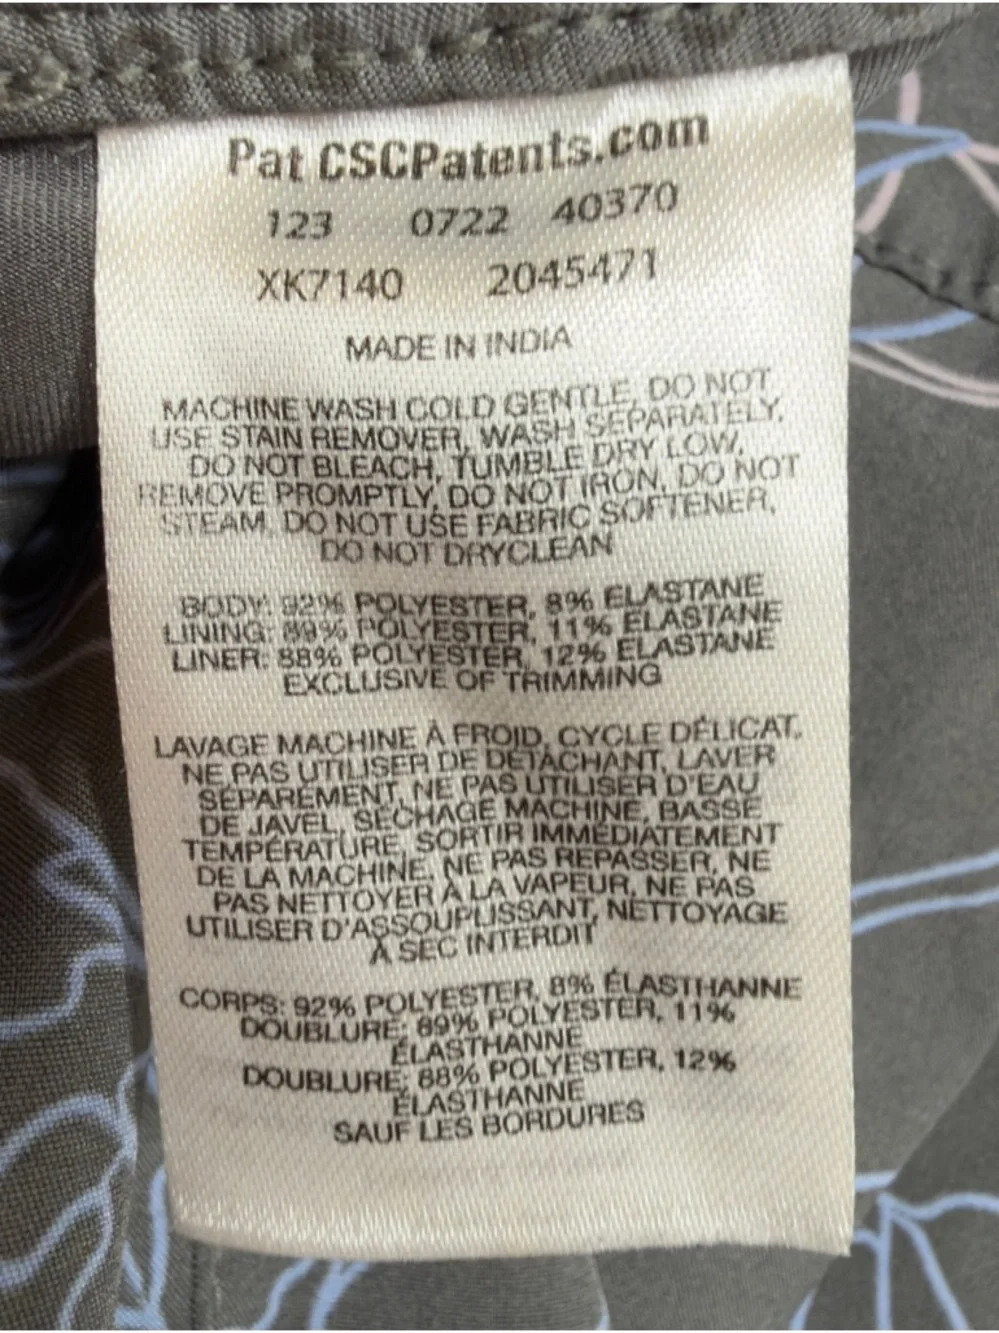 Pat CSCPatents.com
123 0722 40370
XK7140 2045471
MADE IN INDIA
MACHINE WASH COLD GENTLE, DO NOT
USE STAIN REMOVER, WASH SEPARATELY,
DO NOT BLEACH, TUMBLE DRY LOW,
REMOVE PROMPTLY, DO NOT IRON, DO NOT
STEAM, DO NOT USE FABRIC SOFTENER,
DO NOT DRYCLEAN
BODY: 92% POLYESTER, 8% ELASTANE
LINING: 89% POLYESTER, 11% ELASTANE
LINER: 88% POLYESTER, 12% ELASTANE
EXCLUSIVE OF TRIMMING
LAVAGE MACHINE À FROID, CYCLE DÉLICAT,
NE PAS UTILISER DE DÉTACHANT, LAVER
SÉPARÉMENT, NE PAS UTILISER D'EAU
DE JAVEL, SÉCHAGE MACHINE, BASSE
TEMPÉRATURE, SORTIR IMMÉDIATEMENT
DE LA MACHINE, NE PAS REPASSER, NE
PAS NETTOYER À LA VAPEUR, NE PAS
UTILISER D'ASSOUPLISSANT, NETTOYAGE
À SEC INTERDIT
CORPS: 92% POLYESTER, 8% ÉLASTHANNE
DOUBLURE: 89% POLYESTER, 11%
ÉLASTHANNE
DOUBLURE: 88% POLYESTER, 12%
ÉLASTHANNE
SAUF LES BORDURES